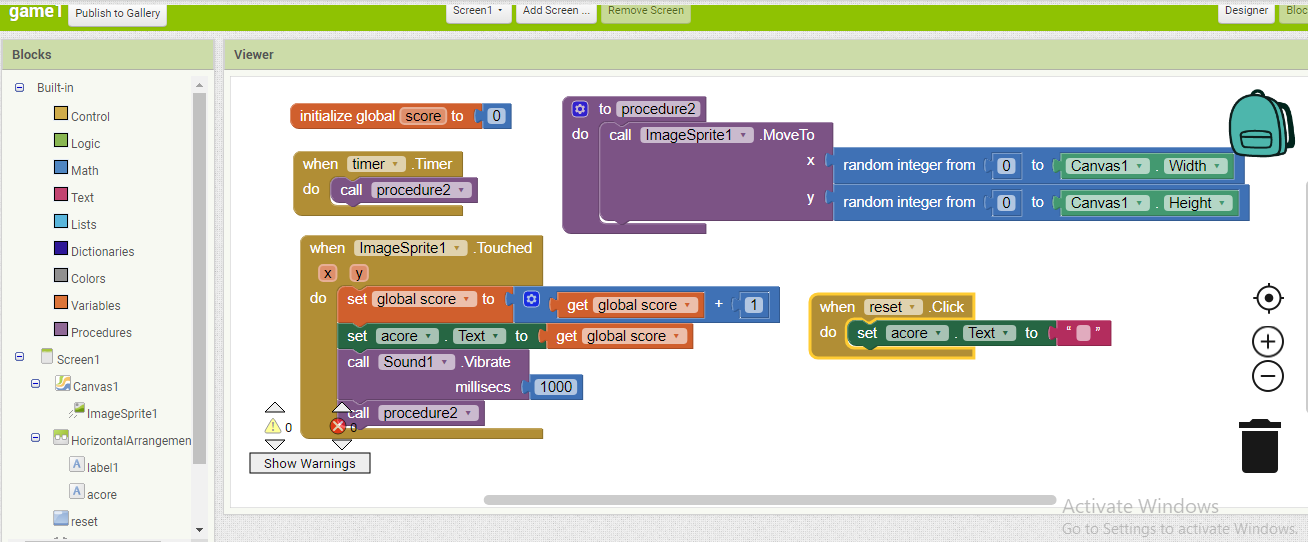 game1
Publish to Gallery
Screen1
Add Screen ...
Remove Screen
Designer
Bloc
Blocks
Viewer
Built-in
Control
Logic
Math
Text
Lists
Dictionaries
Colors
Variables
Procedures
Screen1
Canvas1
ImageSprite1
HorizontalArrangemen
label1
acore
reset
initialize global score to 0
when timer .Timer
do call procedure2
to procedure2
do call ImageSprite1 .MoveTo
x random integer from 0 to Canvas1 . Width
y random integer from 0 to Canvas1 . Height
when ImageSprite1 .Touched
x y
do set global score to get global score + 1
set acore . Text to get global score
call Sound1 .Vibrate
millisecs 1000
call procedure2
when reset .Click
do set acore . Text to “ ”
0 0
Show Warnings
Activate Windows
Go to Settings to activate Windows.